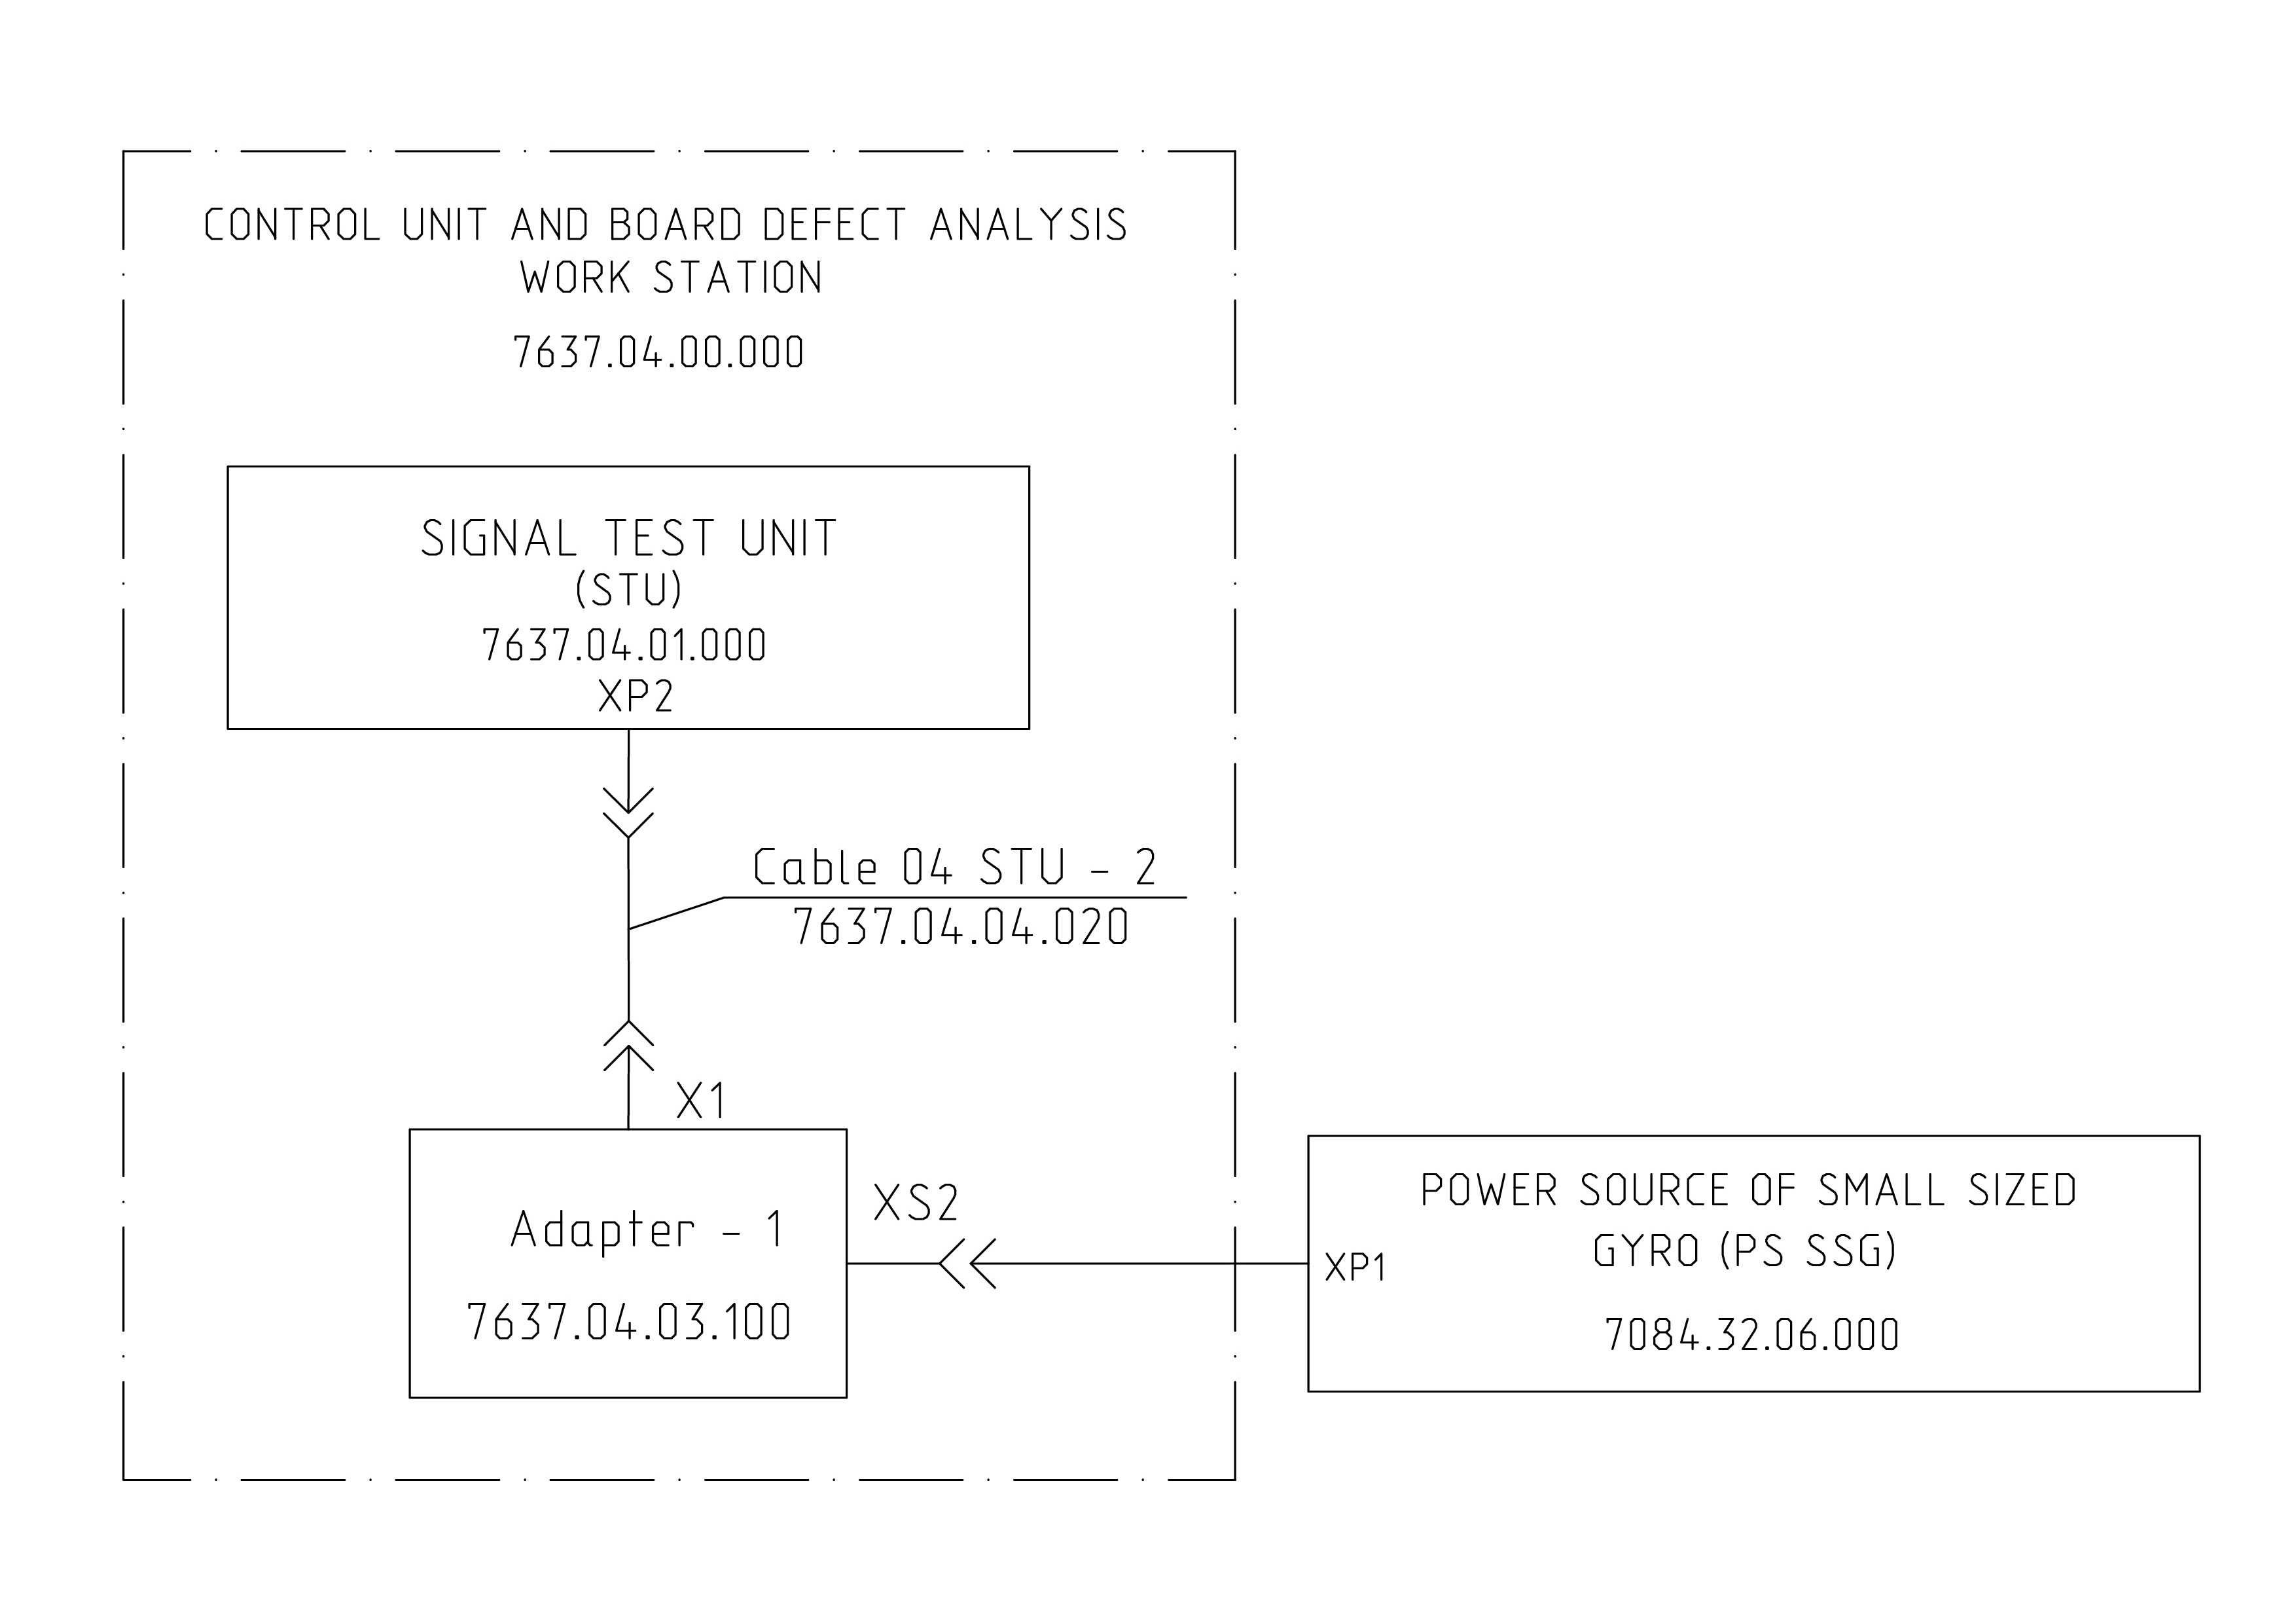 CONTROL UNIT AND BOARD DEFECT ANALYSIS
WORK STATION
7637.04.00.000
SIGNAL TEST UNIT
(STU)
7637.04.01.000
XP2
Cable 04 STU - 2
7637.04.04.020
X1
Adapter - 1
7637.04.03.100
XS2
XP1
POWER SOURCE OF SMALL SIZED
GYRO (PS SSG)
7084.32.06.000